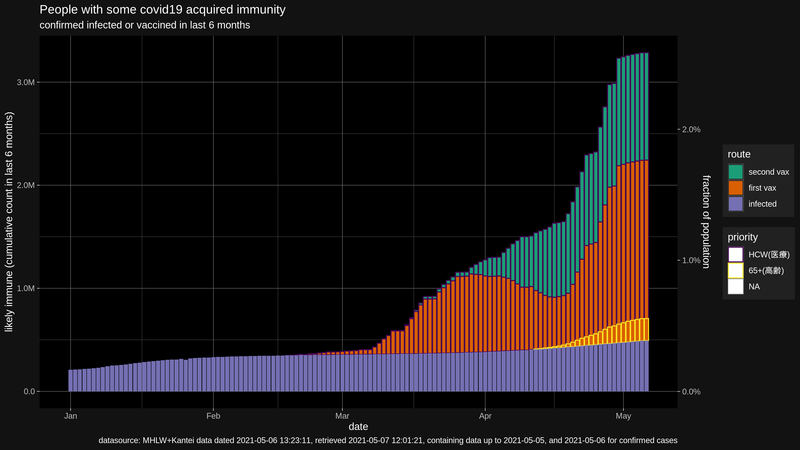 People with some covid19 acquired immunity
confirmed infected or vaccined in last 6 months
likely immune (cumulative count in last 6 months)
3.0M
2.0M
1.0M
0.0
2.0%
1.0%
0.0%
fraction of population
Jan
Feb
Mar
Apr
May
date
route
second vax
first vax
infected
priority
HCW(医療)
65+(高齢)
NA
datasource: MHLW+Kantei data dated 2021-05-06 13:23:11, retrieved 2021-05-07 12:01:21, containing data up to 2021-05-05, and 2021-05-06 for confirmed cases